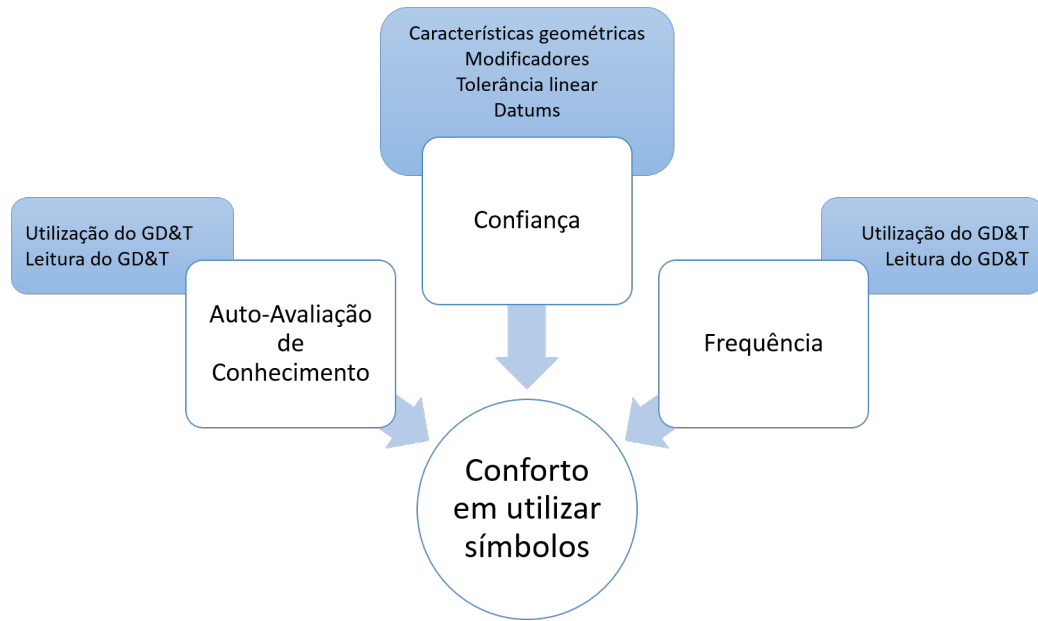 Características geométricas
Modificadores
Tolerância linear
Datums
Confiança
Utilização do GD&T
Leitura do GD&T
Auto-Avaliação
de
Conhecimento
Utilização do GD&T
Leitura do GD&T
Frequência
Conforto
em utilizar
símbolos